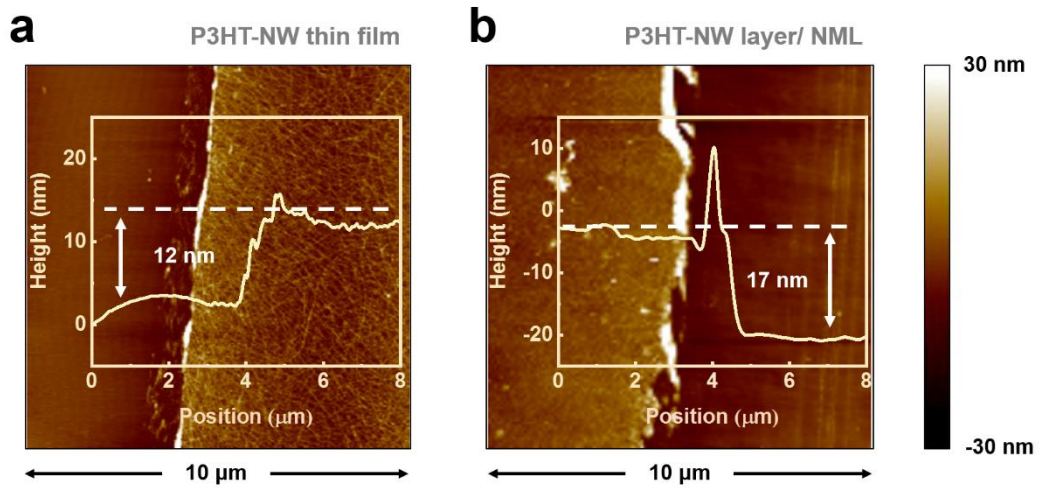 a
P3HT-NW thin film
20
10
0
Height (nm)
12 nm
0 2 4 6 8
Position (μm)
10 μm
b
P3HT-NW layer/ NML
10
0
-10
-20
Height (nm)
17 nm
0 2 4 6 8
Position (μm)
10 μm
30 nm
-30 nm